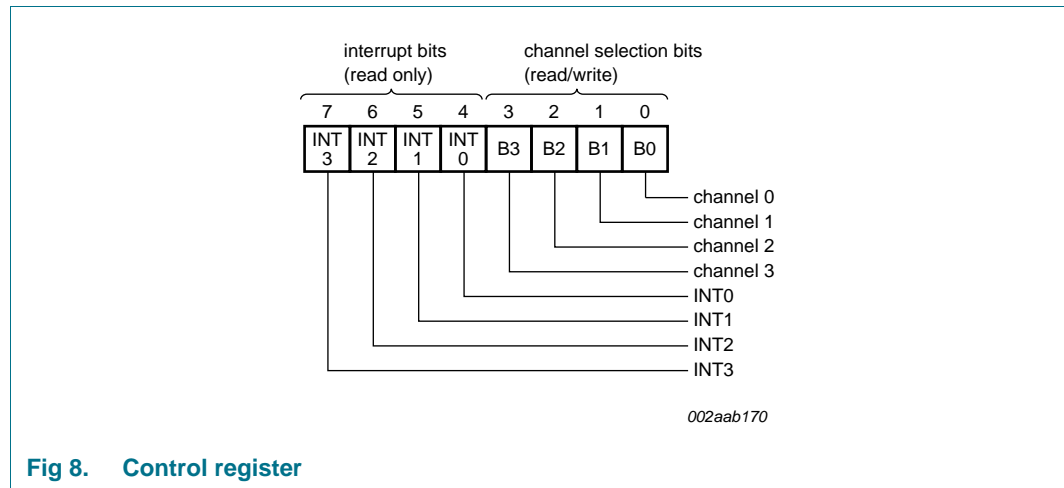 interrupt bits
(read only)
channel selection bits
(read/write)
7 6 5 4 3 2 1 0
INT 3 INT 2 INT 1 INT 0 B3 B2 B1 B0
channel 0
channel 1
channel 2
channel 3
INT0
INT1
INT2
INT3
002aab170
Fig 8. Control register